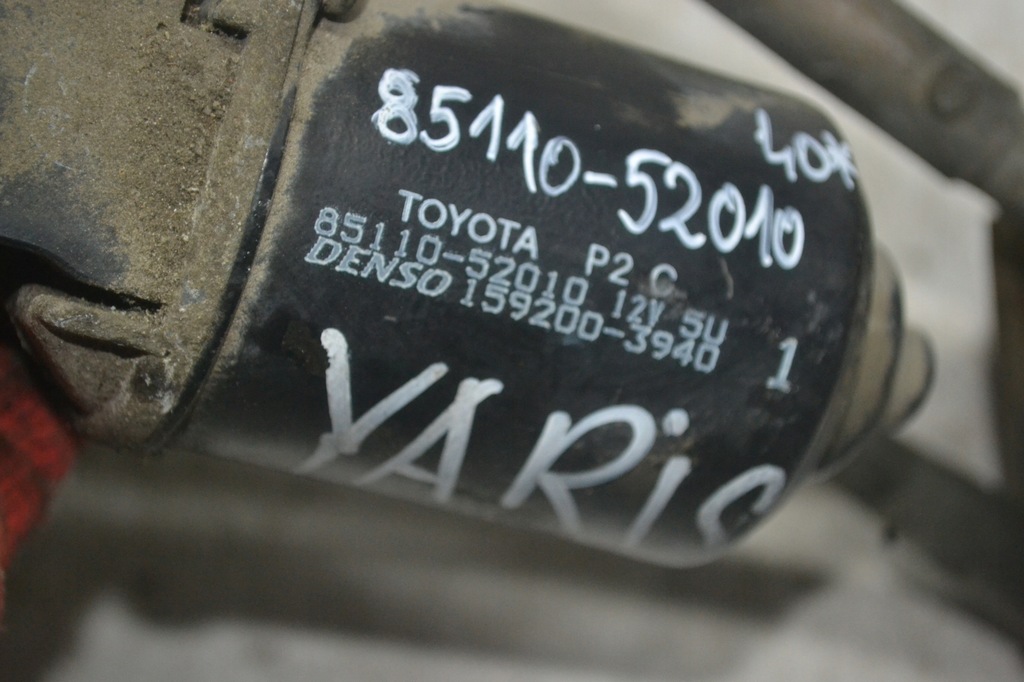 40*
85110-52010
TOYOTA P2 C
85110-52010 12V 5U
DENSO 159200-3940 1
YARiS